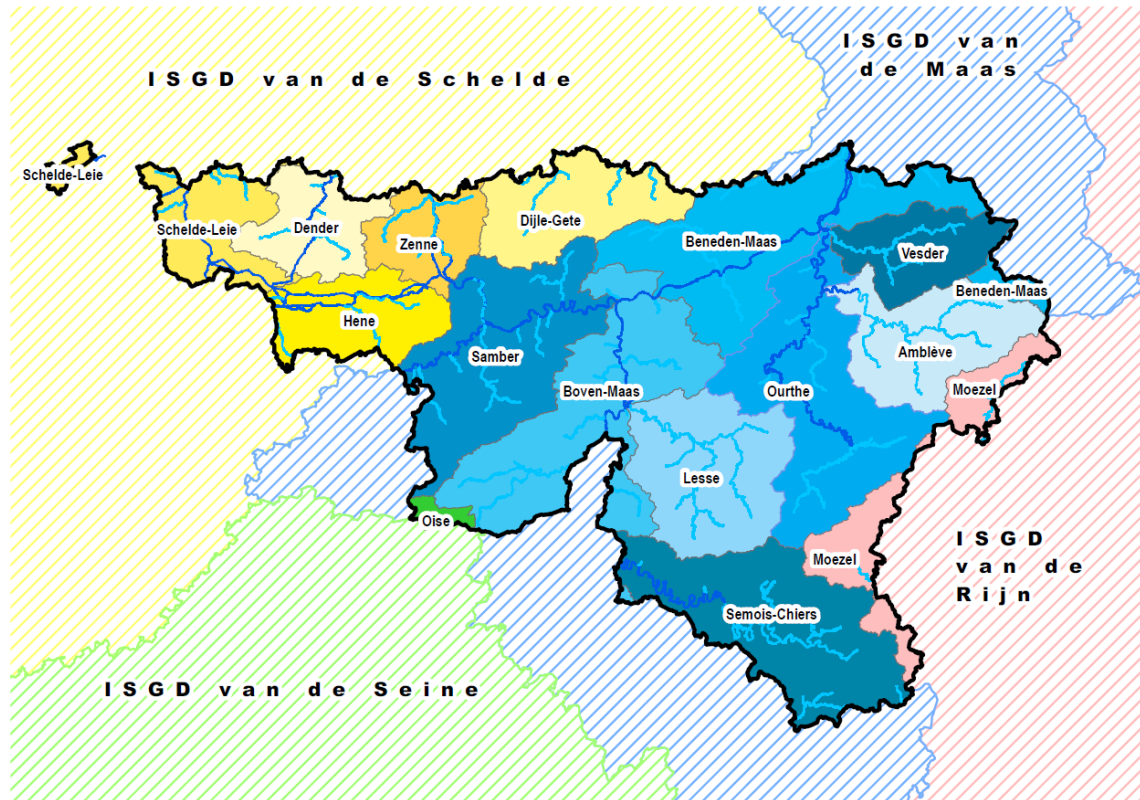 ISGD van
de Maas
ISGD van de Schelde
Schelde-Leie
Schelde-Leie
Dender
Zenne
Dijle-Gete
Beneden-Maas
Vesder
Beneden-Maas
Hene
Samber
Amblève
Boven-Maas
Ourthe
Moezel
Lesse
Oise
ISGD
van de
Rijn
Moezel
Semois-Chiers
ISGD van de Seine